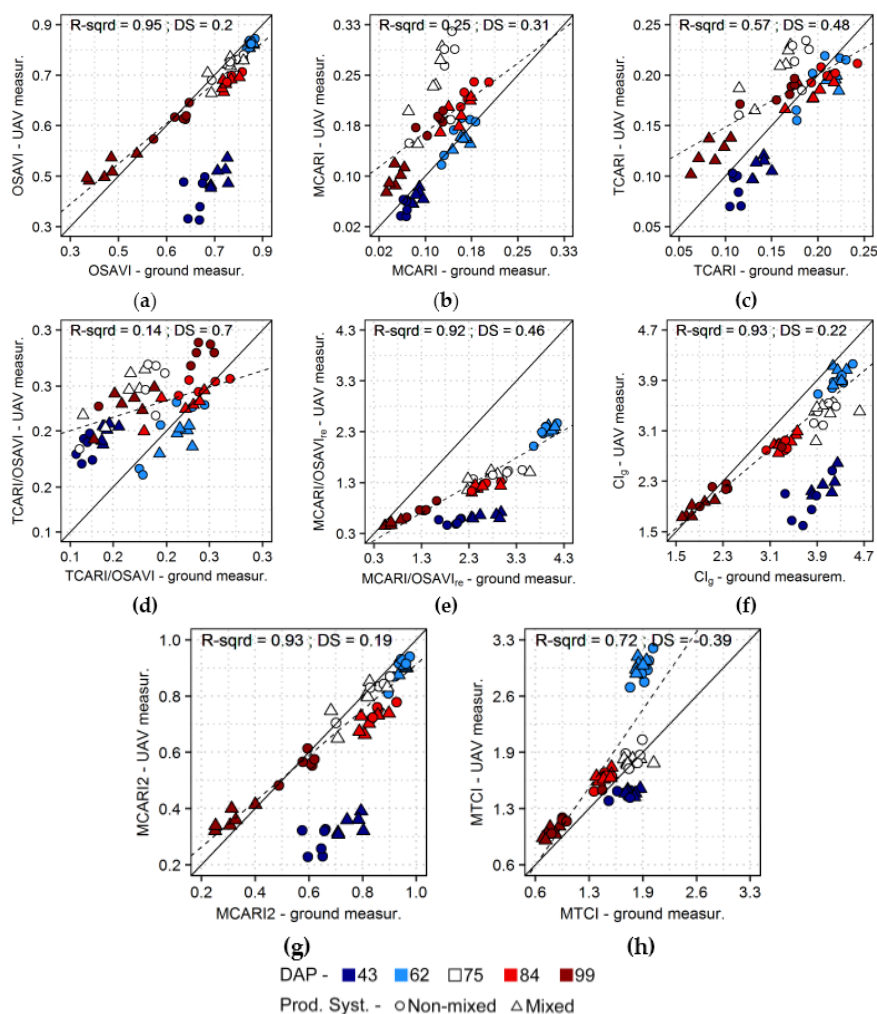 R-sqrd = 0.95 ; DS = 0.2
0.9
0.7
0.6
0.5
0.3
OSAVI - UAV measur.
0.3 0.5 0.6 0.7 0.9
OSAVI - ground measur.
(a)
R-sqrd = 0.25 ; DS = 0.31
0.33
0.25
0.18
0.10
0.02
MCARI - UAV measur.
0.02 0.10 0.18 0.25 0.33
MCARI - ground measur.
(b)
R-sqrd = 0.57 ; DS = 0.48
0.25
0.20
0.15
0.10
0.05
TCARI - UAV measur.
0.05 0.10 0.15 0.20 0.25
TCARI - ground measur.
(c)
R-sqrd = 0.14 ; DS = 0.7
0.3
0.3
0.2
0.2
0.1
TCARI/OSAVI - UAV measur.
0.1 0.2 0.2 0.3 0.3
TCARI/OSAVI - ground measur.
(d)
R-sqrd = 0.92 ; DS = 0.46
4.3
3.3
2.3
1.3
0.3
MCARI/OSAVIre - UAV measur.
0.3 1.3 2.3 3.3 4.3
MCARI/OSAVIre - ground measur.
(e)
R-sqrd = 0.93 ; DS = 0.22
4.7
3.9
3.1
2.3
1.5
CIg - UAV measur.
1.5 2.3 3.1 3.9 4.7
CIg - ground measurem.
(f)
R-sqrd = 0.93 ; DS = 0.19
1.0
0.8
0.6
0.4
0.2
MCARI2 - UAV measur.
0.2 0.4 0.6 0.8 1.0
MCARI2 - ground measur.
(g)
R-sqrd = 0.72 ; DS = -0.39
3.3
2.6
1.9
1.3
0.6
MTCI - UAV measur.
0.6 1.3 1.9 2.6 3.3
MTCI - ground measur.
(h)
DAP - 43 62 75 84 99
Prod. Syst. - Non-mixed Mixed